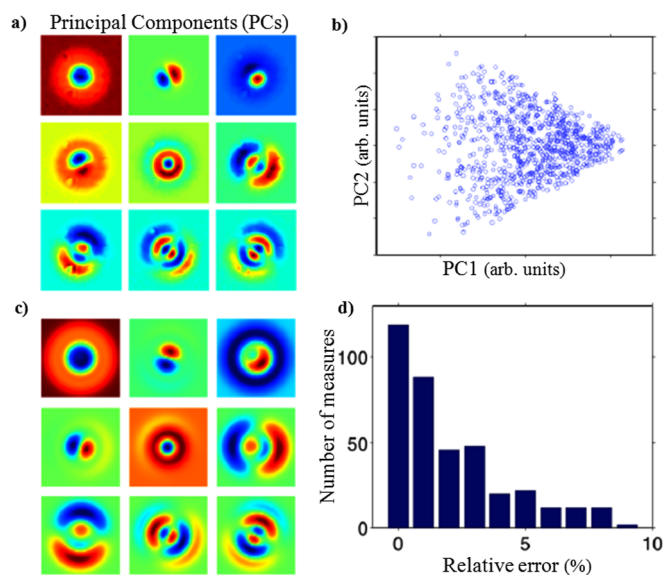 a)
Principal Components (PCs)
b)
PC2 (arb. units)
PC1 (arb. units)
c)
d)
Number of measures
100
50
0
0
5
10
Relative error (%)